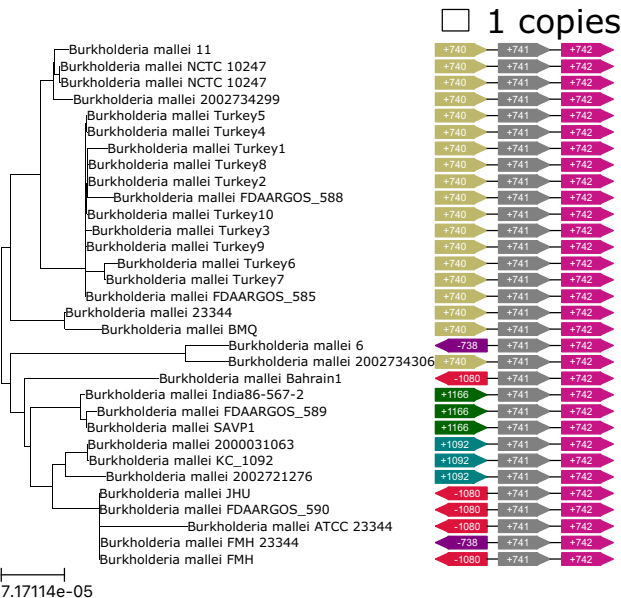 1 copies
Burkholderia mallei 11 +740 +741 +742
Burkholderia mallei NCTC 10247 +740 +741 +742
Burkholderia mallei NCTC 10247 +740 +741 +742
Burkholderia mallei 2002734299 +740 +741 +742
Burkholderia mallei Turkey5 +740 +741 +742
Burkholderia mallei Turkey4 +740 +741 +742
Burkholderia mallei Turkey1 +740 +741 +742
Burkholderia mallei Turkey8 +740 +741 +742
Burkholderia mallei Turkey2 +740 +741 +742
Burkholderia mallei FDAARGOS_588 +740 +741 +742
Burkholderia mallei Turkey10 +740 +741 +742
Burkholderia mallei Turkey3 +740 +741 +742
Burkholderia mallei Turkey9 +740 +741 +742
Burkholderia mallei Turkey6 +740 +741 +742
Burkholderia mallei Turkey7 +740 +741 +742
Burkholderia mallei FDAARGOS_585 +740 +741 +742
Burkholderia mallei 23344 +740 +741 +742
Burkholderia mallei BMQ +740 +741 +742
Burkholderia mallei 6 -738 +741 +742
Burkholderia mallei 2002734306 +740 +741 +742
Burkholderia mallei Bahrain1 -1080 +741 +742
Burkholderia mallei India86-567-2 +1166 +741 +742
Burkholderia mallei FDAARGOS_589 +1166 +741 +742
Burkholderia mallei SAVP1 +1166 +741 +742
Burkholderia mallei 2000031063 +1092 +741 +742
Burkholderia mallei KC_1092 +1092 +741 +742
Burkholderia mallei 2002721276 +1092 +741 +742
Burkholderia mallei JHU -1080 +741 +742
Burkholderia mallei FDAARGOS_590 -1080 +741 +742
Burkholderia mallei ATCC 23344 -1080 +741 +742
Burkholderia mallei FMH 23344 -738 +741 +742
Burkholderia mallei FMH -1080 +741 +742
7.17114e-05